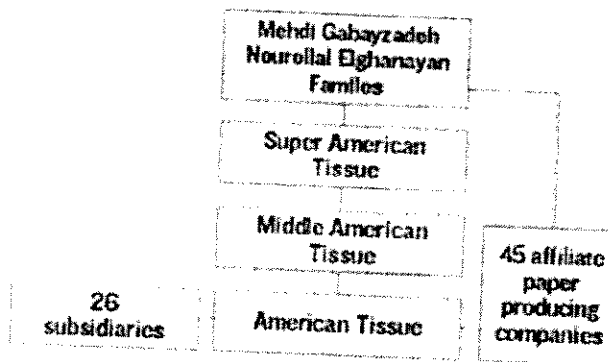 Mehdi Gabayzadeh
Nourollal Elghanayan
Familes
Super American
Tissue
Middle American
Tissue
45 affiliate
paper
producing
companies
26
subsidiaries
American Tissue